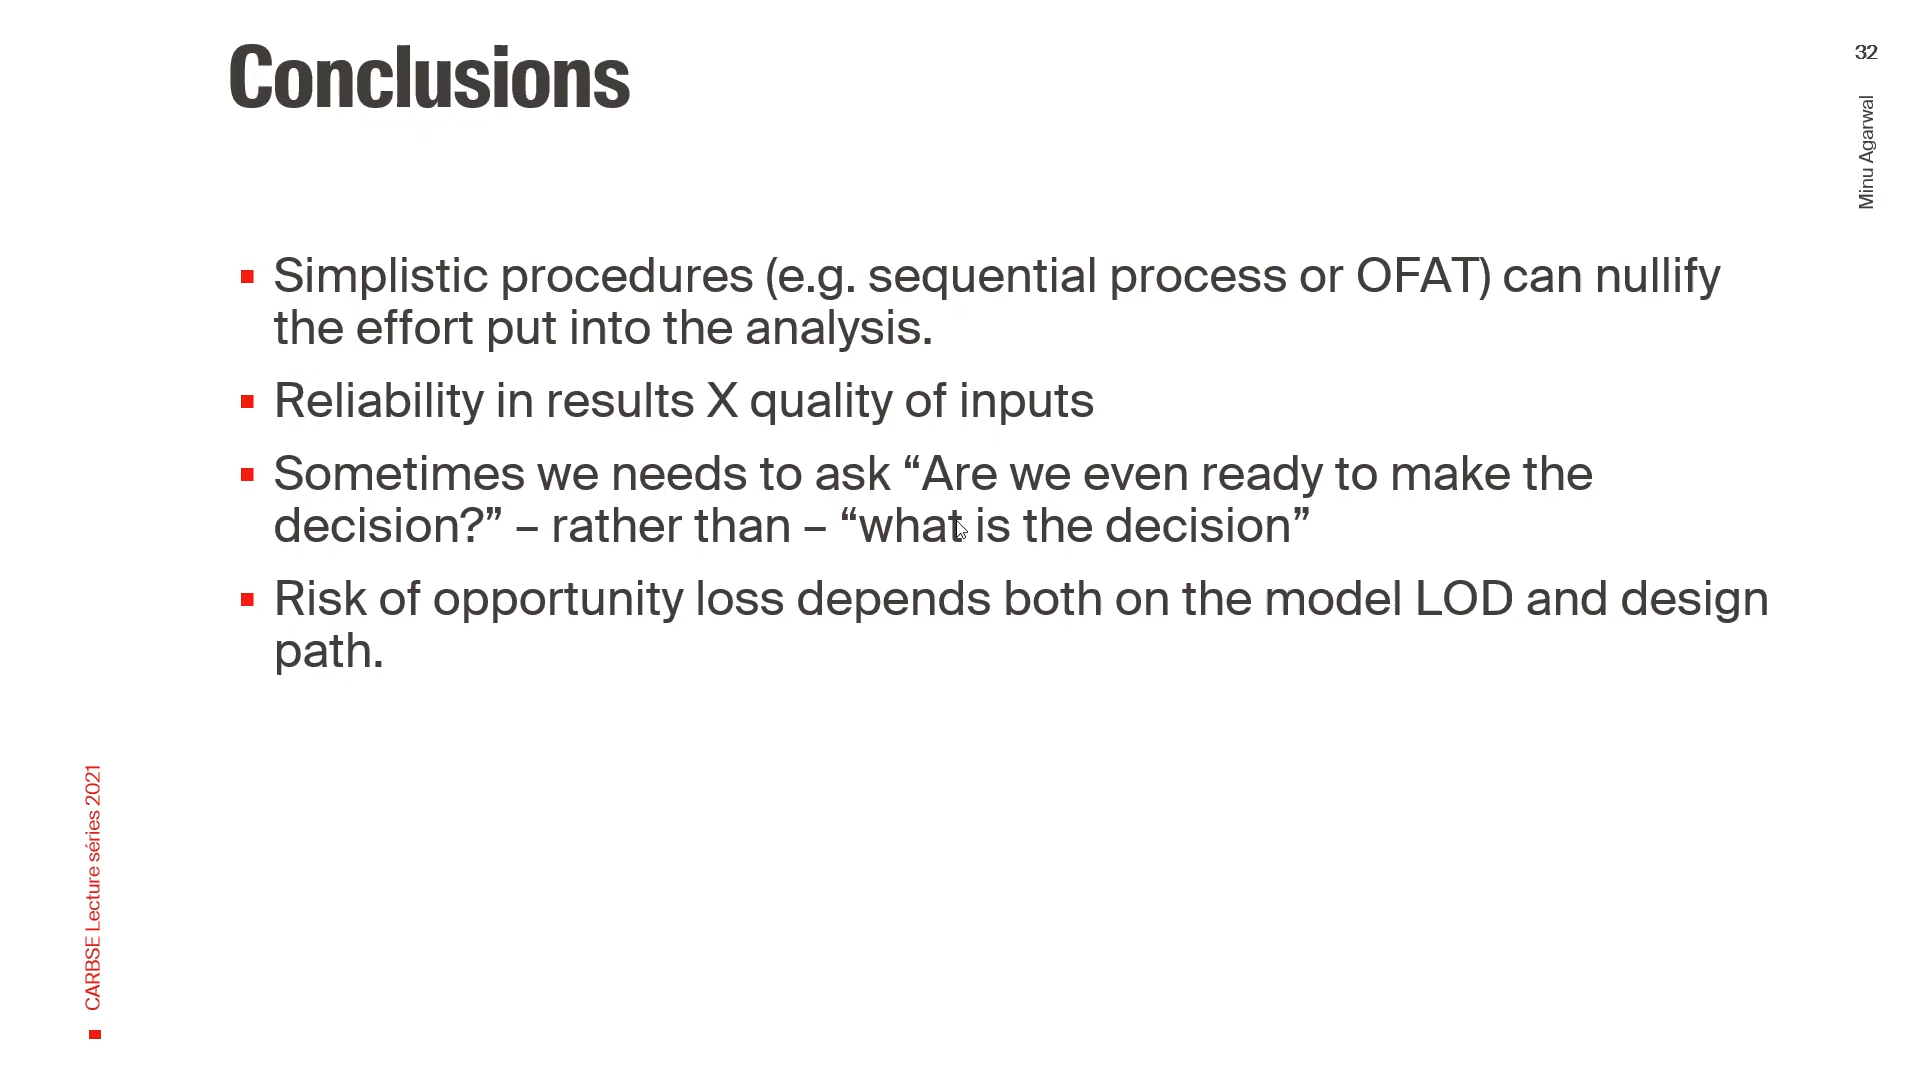 Conclusions
32
Minu Agarwal
Simplistic procedures (e.g. sequential process or OFAT) can nullify
the effort put into the analysis.
Reliability in results X quality of inputs
Sometimes we needs to ask “Are we even ready to make the
decision?” – rather than – “what is the decision”
Risk of opportunity loss depends both on the model LOD and design
path.
CARBSE Lecture séries 2021